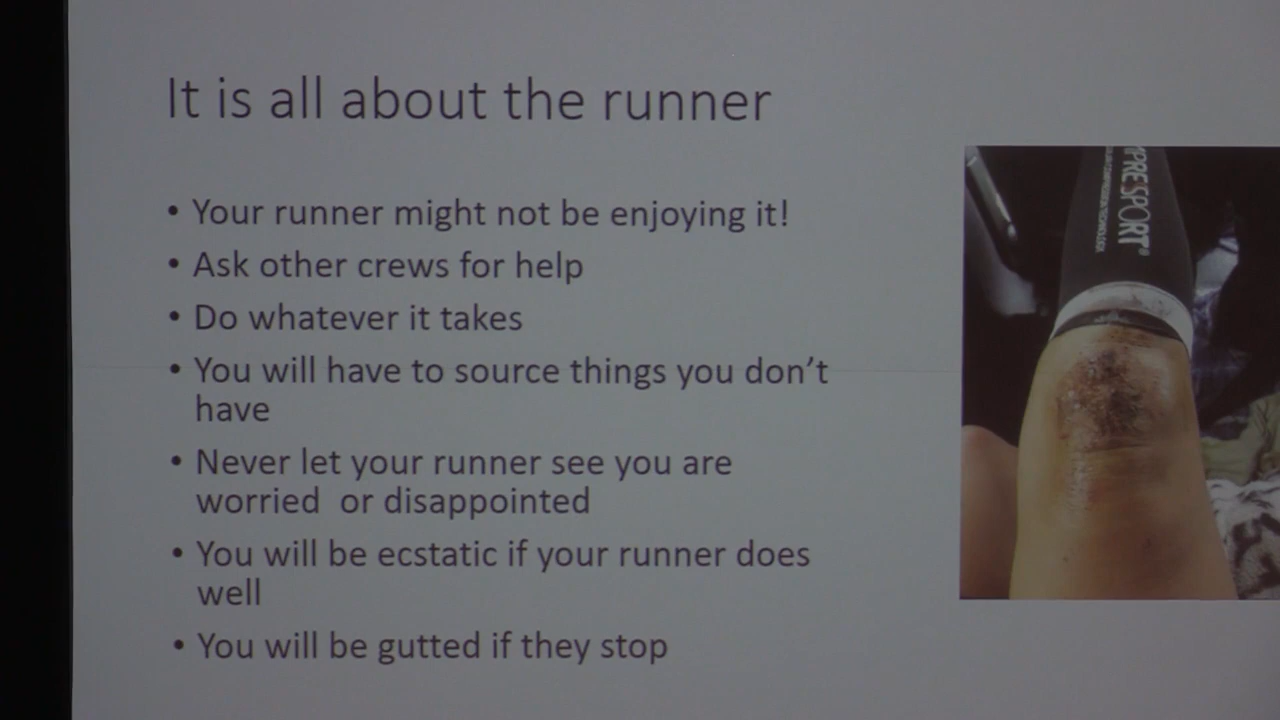 It is all about the runner
• Your runner might not be enjoying it!
• Ask other crews for help
• Do whatever it takes
• You will have to source things you don’t
have
• Never let your runner see you are
worried  or disappointed
• You will be ecstatic if your runner does
well
• You will be gutted if they stop
MPRESSPORT®